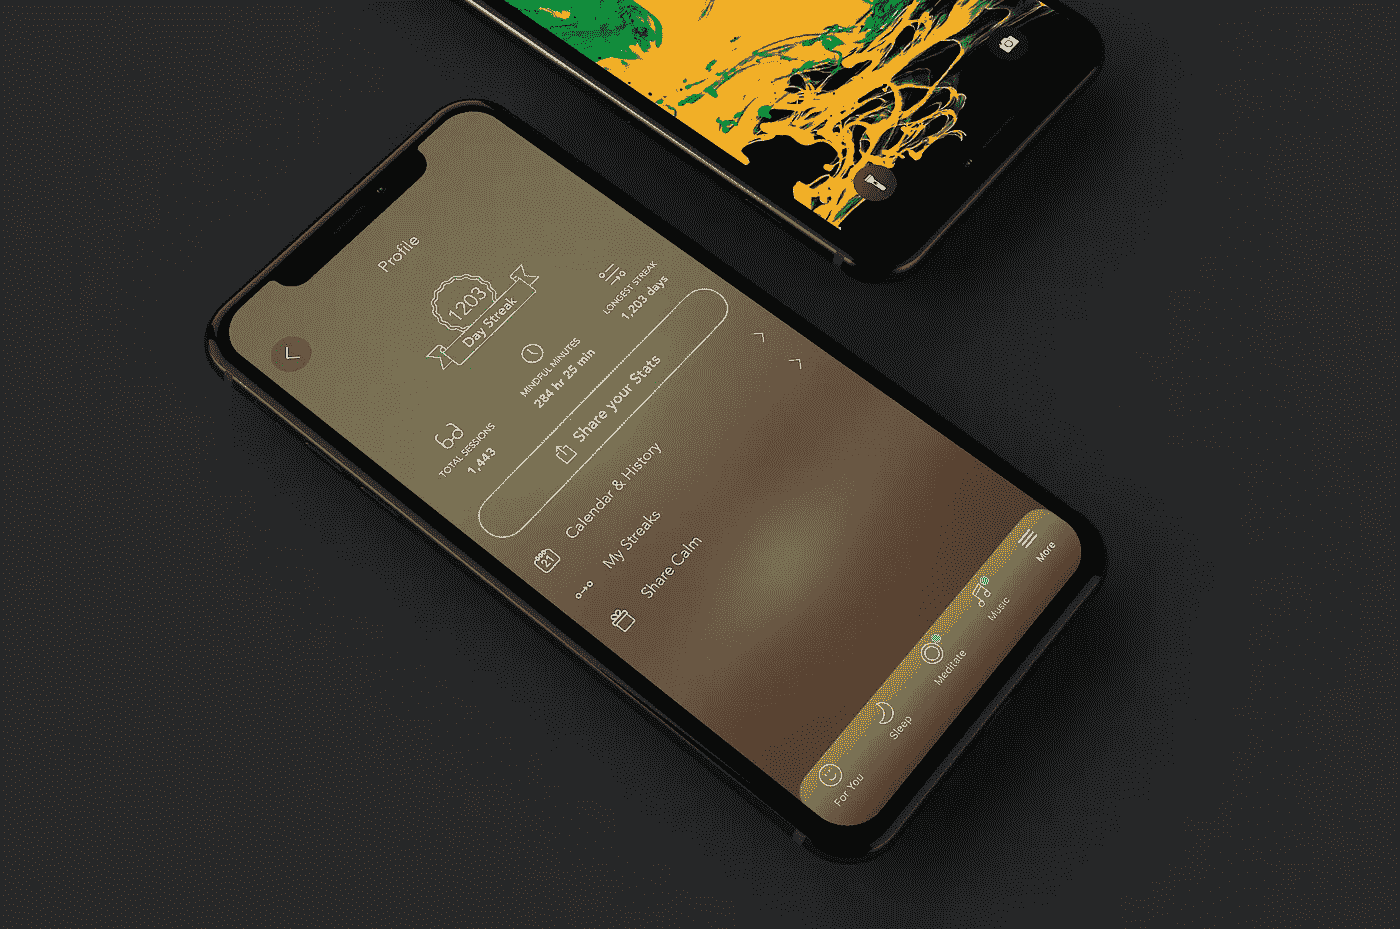 Profile
1203
Day Streak
TOTAL SESSIONS
1,443
MINDFUL MINUTES
284 hr 25 min
LONGEST STREAK
1,203 days
Share your Stats
21
Calendar & History
My Streaks
Share Calm
For You
Sleep
Meditate
Music
More